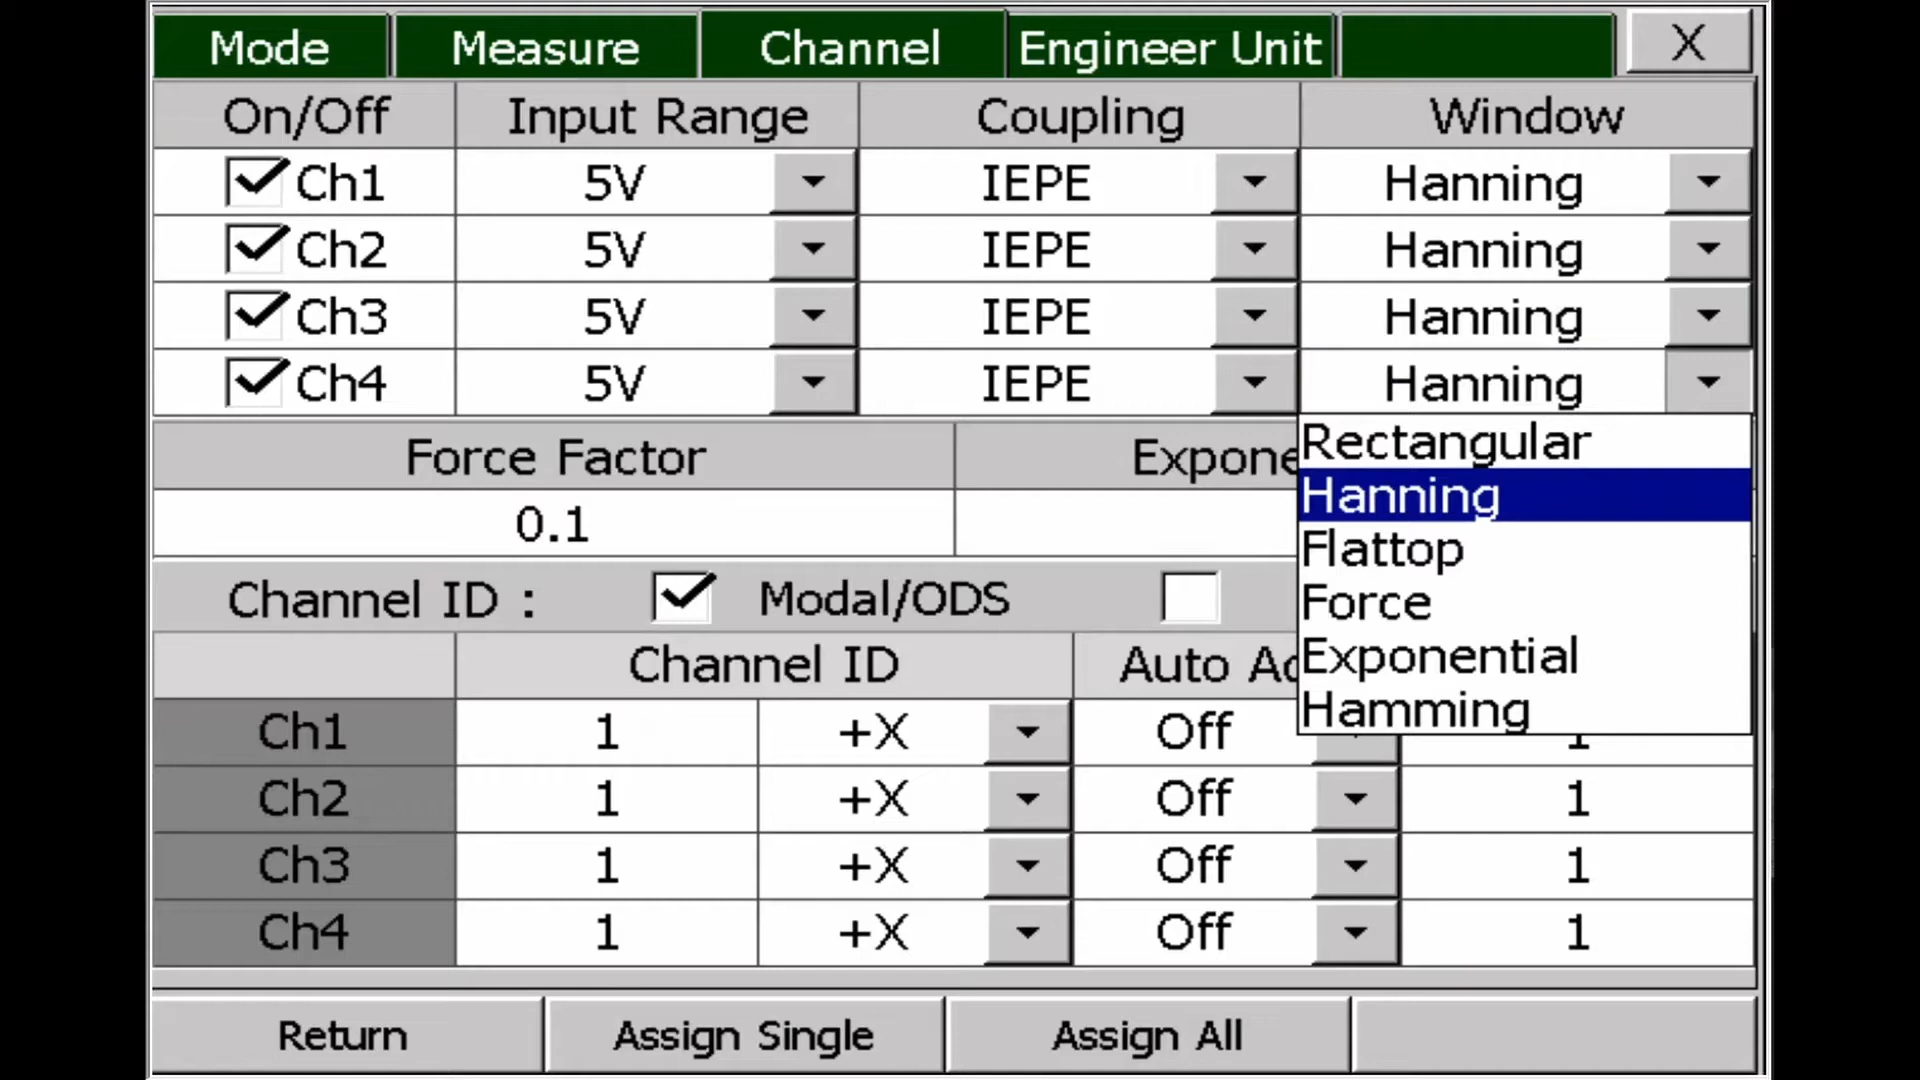 Mode Measure Channel Engineer Unit X
On/Off Input Range Coupling Window
Ch1 5V IEPE Hanning
Ch2 5V IEPE Hanning
Ch3 5V IEPE Hanning
Ch4 5V IEPE Hanning
Rectangular
Hanning
Flattop
Force
Exponential
Hamming
Force Factor Expone
0.1
Channel ID : Modal/ODS
Channel ID Auto Ad
Ch1 1 +X Off 1
Ch2 1 +X Off 1
Ch3 1 +X Off 1
Ch4 1 +X Off 1
Return Assign Single Assign All